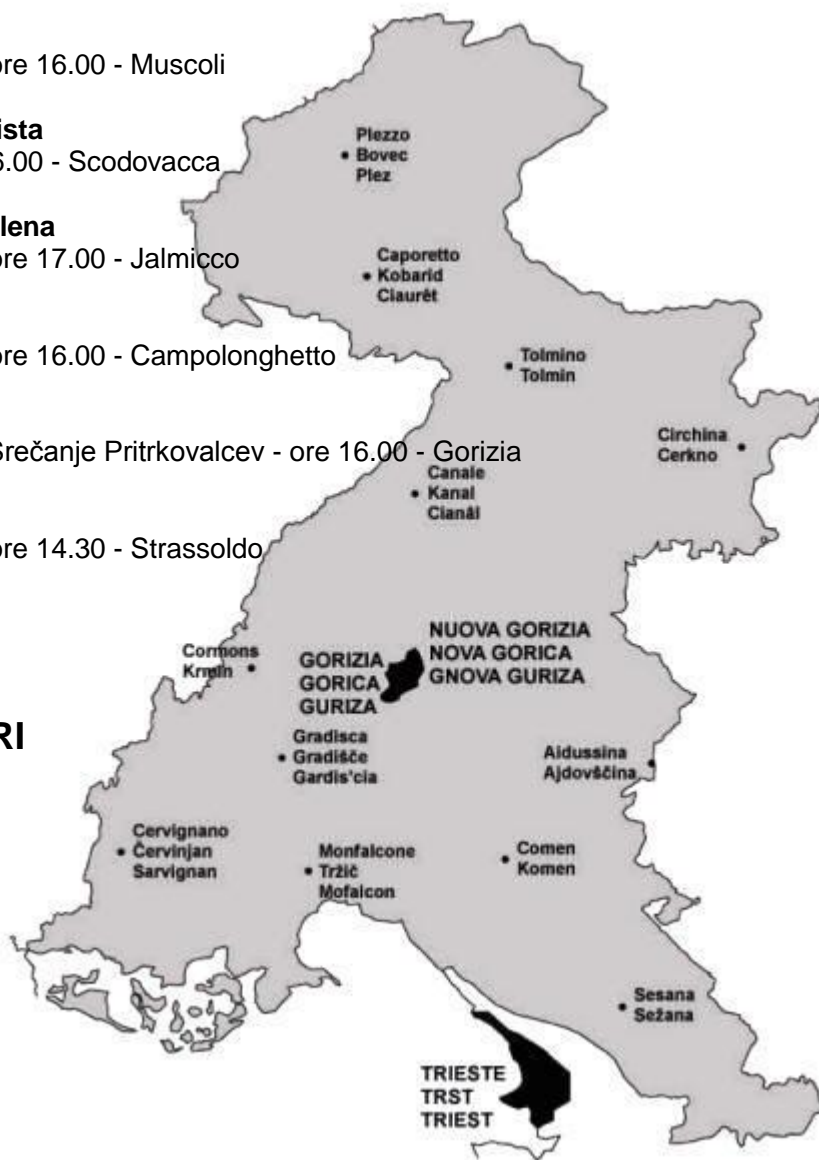 ore 16.00 - Muscoli
ista
6.00 - Scodovacca
lena
ore 17.00 - Jalmicco
ore 16.00 - Campolonghetto
Srečanje Pritrkovalcev - ore 16.00 - Gorizia
ore 14.30 - Strassoldo
RI
Plezzo
Bovec
Plez
Caporetto
Kobarid
Ciaurêt
Tolmino
Tolmin
Circhina
Cerkno
Canale
Kanal
Cianâl
Cormons
Krmin
GORIZIA
GORICA
GURIZA
NUOVA GORIZIA
NOVA GORICA
GNOVA GURIZA
Gradisca
Gradišče
Gardis'cia
Aidussina
Ajdovščina
Cervignano
Červinjan
Sarvignan
Monfalcone
Tržič
Mofalcon
Comen
Komen
Sesana
Sežana
TRIESTE
TRST
TRIEST